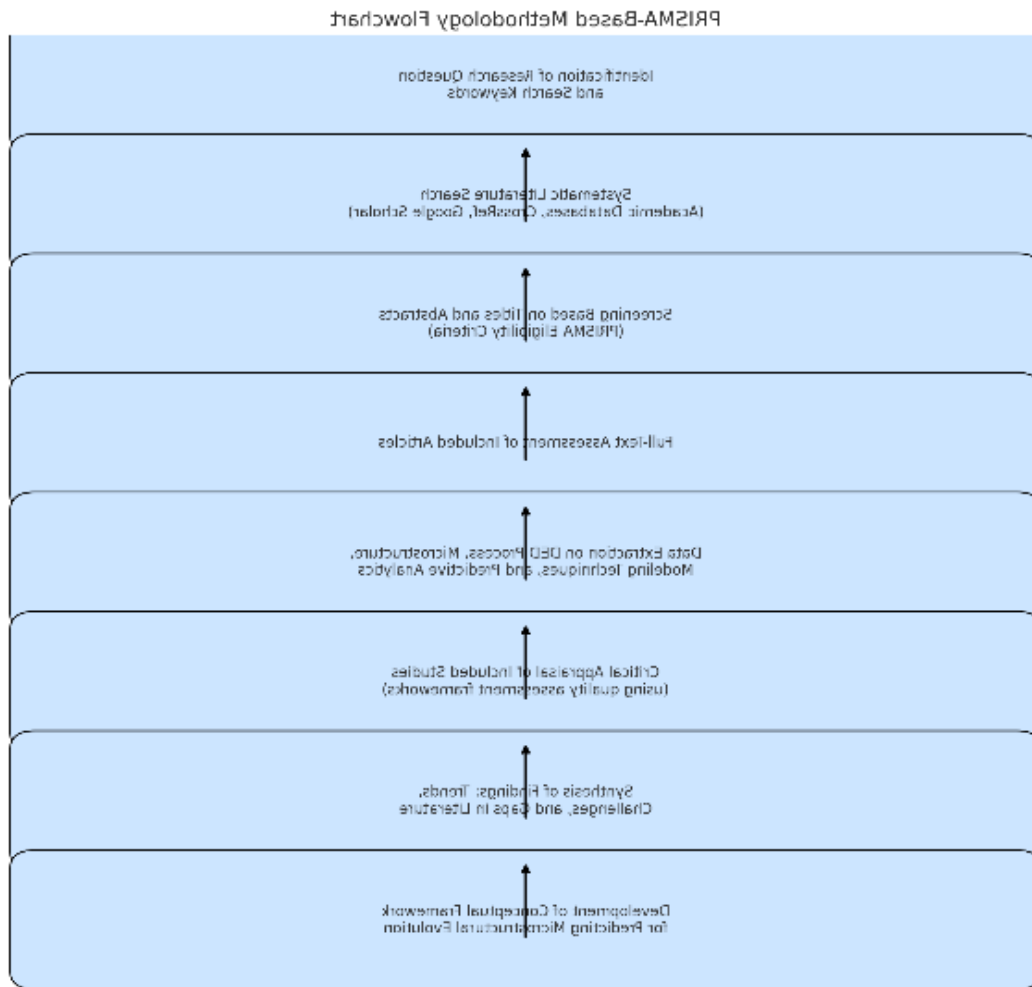 PRISMA-Based Methodology Flowchart
Identification of Research Question
and Search Keywords
Systematic Literature Search
(Academic Databases, CrossRef, Google Scholar)
Screening Based on Titles and Abstracts
(PRISMA Eligibility Criteria)
Full-Text Assessment of Included Articles
Data Extraction on DED Process, Microstructure,
Modeling Techniques, and Predictive Analytics
Critical Appraisal of Included Studies
(using quality assessment frameworks)
Synthesis of Findings: Trends,
Challenges, and Gaps in Literature
Development of Conceptual Framework
for Predicting Microstructural Evolution